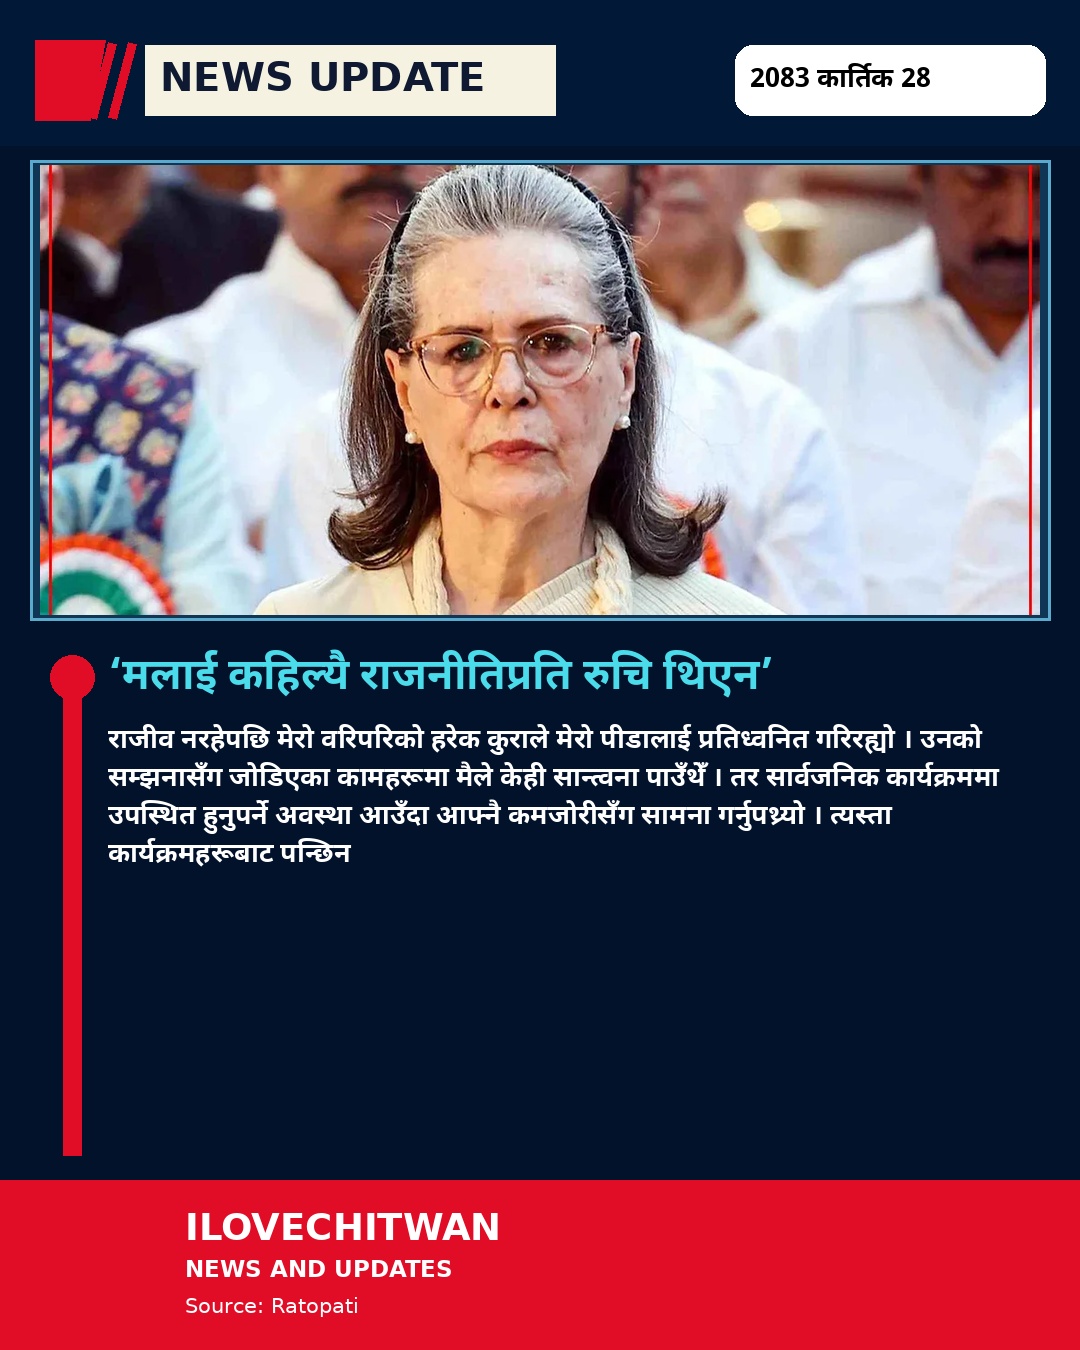 NEWS UPDATE
2083 कार्तिक 28
‘मलाई कहिल्यै राजनीतिप्रति रुचि थिएन’
राजीव नरहेपछि मेरो वरिपरिको हरेक कुराले मेरो पीडालाई प्रतिध्वनित गरिरह्यो । उनको
सम्झनासँग जोडिएका कामहरूमा मैले केही सान्त्वना पाउँथेँ । तर सार्वजनिक कार्यक्रममा
उपस्थित हुनुपर्ने अवस्था आउँदा आफ्नै कमजोरीसँग सामना गर्नुपथ्र्यो । त्यस्ता
कार्यक्रमहरूबाट पन्छिन
ILOVECHITWAN
NEWS AND UPDATES
Source: Ratopati